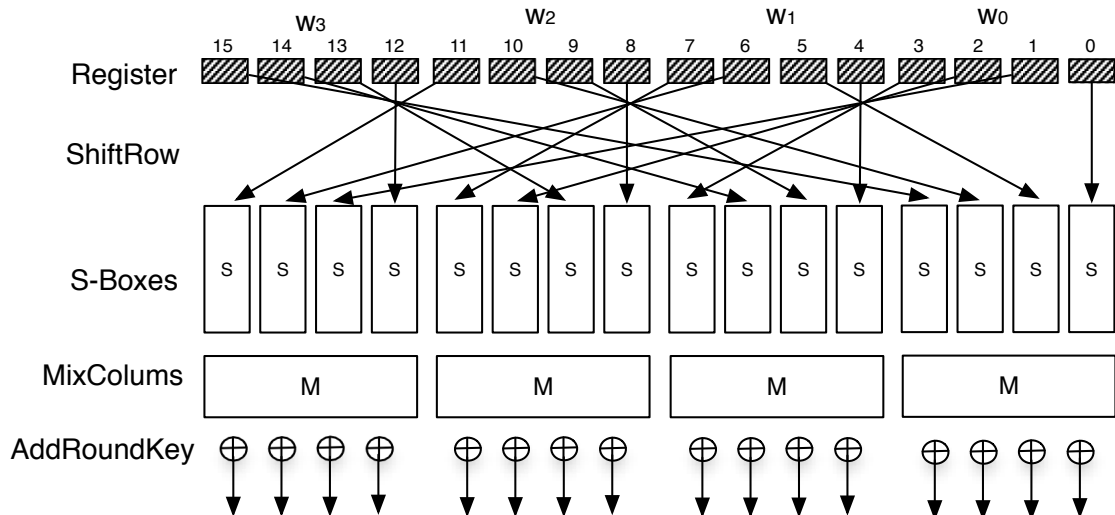 w3 w2 w1 w0
15 14 13 12 11 10 9 8 7 6 5 4 3 2 1 0
Register
ShiftRow
S-Boxes S S S S S S S S S S S S S S S S
MixColums M M M M
AddRoundKey